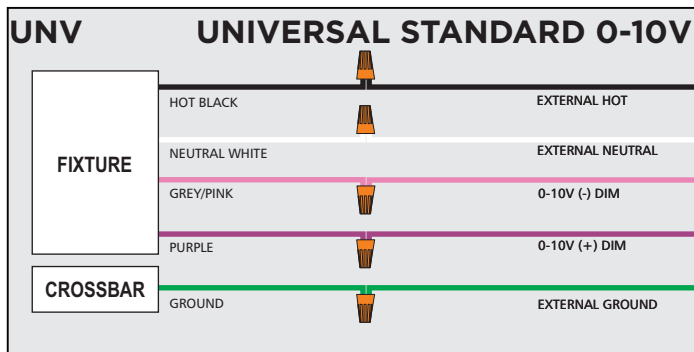 UNV UNIVERSAL STANDARD 0-10V
HOT BLACK EXTERNAL HOT
FIXTURE
NEUTRAL WHITE EXTERNAL NEUTRAL
GREY/PINK 0-10V (-) DIM
PURPLE 0-10V (+) DIM
CROSSBAR
GROUND EXTERNAL GROUND